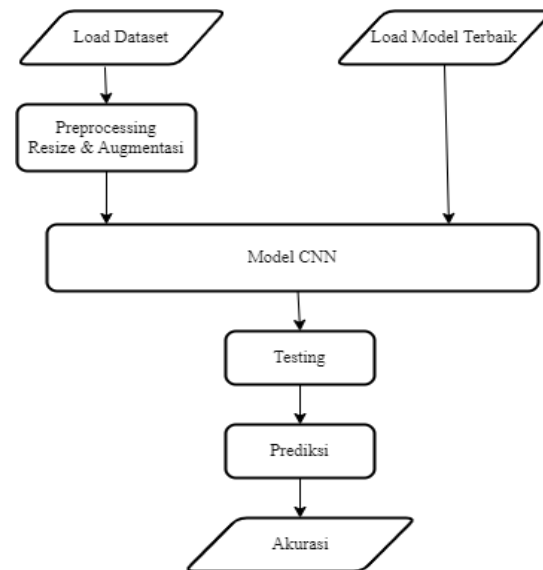 Load Dataset
Load Model Terbaik
Preprocessing
Resize & Augmentasi
Model CNN
Testing
Prediksi
Akurasi